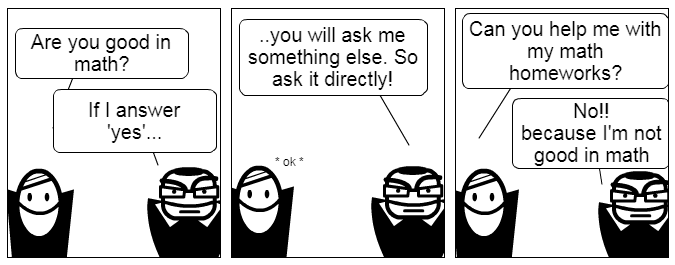 Are you good in
math?
If I answer
'yes'...
..you will ask me
something else. So
ask it directly!
* ok *
Can you help me with
my math
homeworks?
No!!
because I'm not
good in math